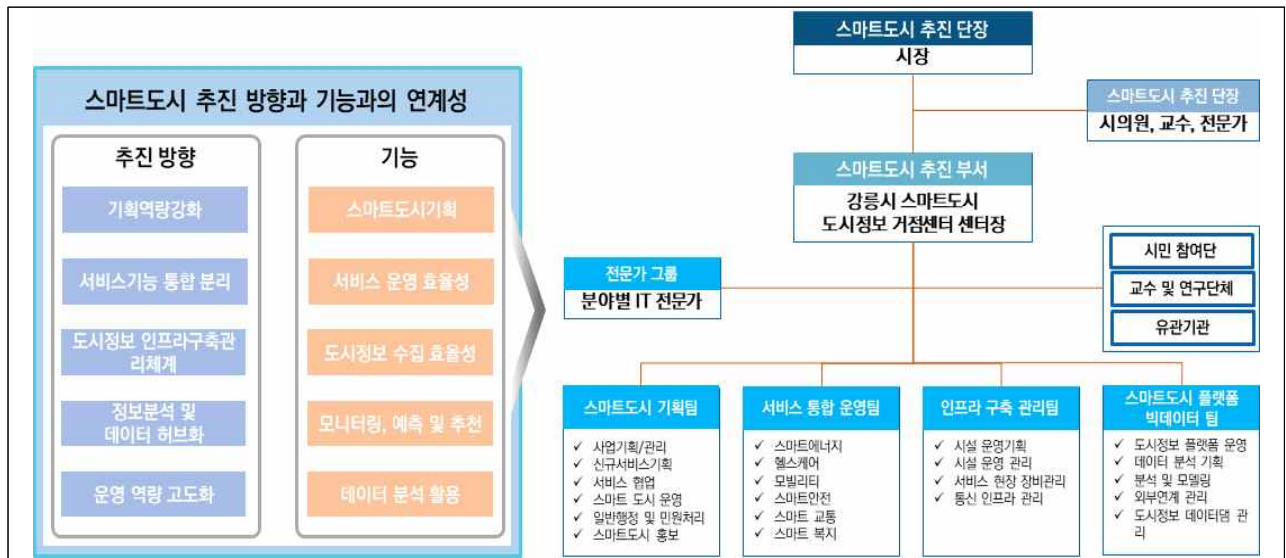 스마트도시 추진 방향과 기능과의 연계성
추진 방향
기획역량강화
서비스기능 통합 분리
도시정보 인프라구축관
리체계
정보분석 및
데이터 허브화
운영 역량 고도화
기능
스마트도시기획
서비스 운영 효율성
도시정보 수집 효율성
모니터링, 예측 및 추천
데이터 분석 활용
스마트도시 추진 단장
시장
스마트도시 추진 단장
시의원, 교수, 전문가
스마트도시 추진 부서
강릉시 스마트도시
도시정보 거점센터 센터장
전문가 그룹
분야별 IT 전문가
시민 참여단
교수 및 연구단체
유관기관
스마트도시 기획팀
✓ 사업기획/관리
✓ 신규서비스기획
✓ 서비스 협업
✓ 스마트 도시 운영
✓ 일반행정 및 민원처리
✓ 스마트도시 홍보
서비스 통합 운영팀
✓ 스마트에너지
✓ 헬스케어
✓ 모빌리티
✓ 스마트안전
✓ 스마트 교통
✓ 스마트 복지
인프라 구축 관리팀
✓ 시설 운영기획
✓ 시설 운영 관리
✓ 서비스 현장 장비관리
✓ 통신 인프라 관리
스마트도시 플랫폼
빅데이터 팀
✓ 도시정보 플랫폼 운영
✓ 데이터 분석 기획
✓ 분석 및 모델링
✓ 외부연계 관리
✓ 도시정보 데이터댐 관
리